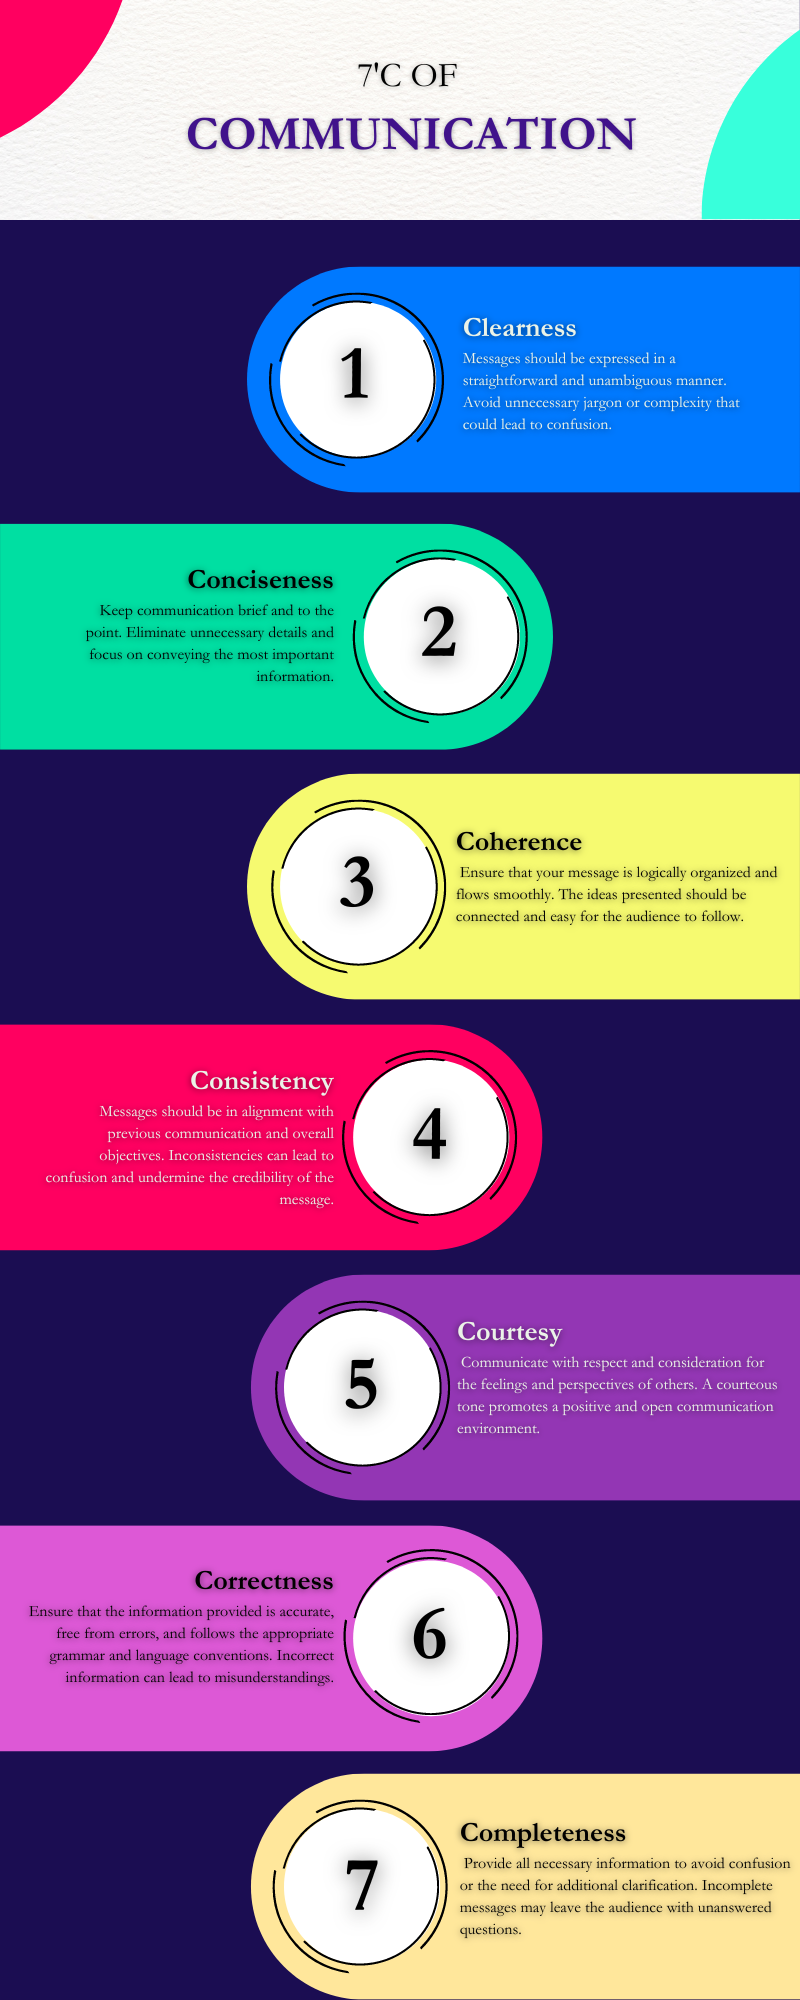 7'C OF
COMMUNICATION
1
Clearness
Messages should be expressed in a
straightforward and unambiguous manner.
Avoid unnecessary jargon or complexity that
could lead to confusion.
Conciseness
Keep communication brief and to the
point. Eliminate unnecessary details and
focus on conveying the most important
information.
2
3
Coherence
Ensure that your message is logically organized and
flows smoothly. The ideas presented should be
connected and easy for the audience to follow.
Consistency
Messages should be in alignment with
previous communication and overall
objectives. Inconsistencies can lead to
confusion and undermine the credibility of the
message.
4
5
Courtesy
Communicate with respect and consideration for
the feelings and perspectives of others. A courteous
tone promotes a positive and open communication
environment.
Correctness
Ensure that the information provided is accurate,
free from errors, and follows the appropriate
grammar and language conventions. Incorrect
information can lead to misunderstandings.
6
7
Completeness
Provide all necessary information to avoid confusion
or the need for additional clarification. Incomplete
messages may leave the audience with unanswered
questions.